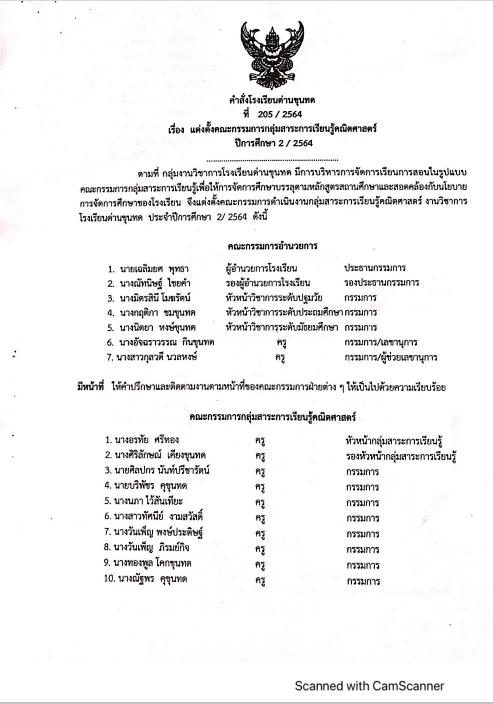 คำสั่งโรงเรียนด่านขุนทด
ที่ 205 / 2564
เรื่อง แต่งตั้งคณะกรรมการกลุ่มสาระการเรียนรู้คณิตศาสตร์
ปีการศึกษา 2 / 2564
ตามที่ กลุ่มงานวิชาการโรงเรียนด่านขุนทด มีการบริหารการจัดการเรียนการสอนในรูปแบบ
คณะกรรมการกลุ่มสาระการเรียนรู้เพื่อให้การจัดการศึกษาบรรลุตามหลักสูตรสถานศึกษาและสอดคล้องกับนโยบาย
การจัดการศึกษาของโรงเรียน จึงแต่งตั้งคณะกรรมการดำเนินงานกลุ่มสาระการเรียนรู้คณิตศาสตร์ งานวิชาการ
โรงเรียนด่านขุนทด ประจำปีการศึกษา 2/ 2564 ดังนี้
คณะกรรมการอำนวยการ
1. นายเฉลิมยศ พุทธา ผู้อำนวยการโรงเรียน ประธานกรรมการ
2. นางณัทนิษฐ์ ไชยคำ รองผู้อำนวยการโรงเรียน รองประธานกรรมการ
3. นางมิตรสินี โมฆรัตน์ หัวหน้าวิชาการระดับปฐมวัย กรรมการ
4. นางกฤติกา ชมขุนทด หัวหน้าวิชาการระดับประถมศึกษา กรรมการ
5. นางนิตยา หงษ์ขุนทด หัวหน้าวิชาการระดับมัธยมศึกษา กรรมการ
6. นางอัจฉราวรรณ กินขุนทด ครู กรรมการ/เลขานุการ
7. นางสาวกุลวดี นวลหงษ์ ครู กรรมการ/ผู้ช่วยเลขานุการ
มีหน้าที่ ให้คำปรึกษาและติดตามงานตามหน้าที่ของคณะกรรมการฝ่ายต่าง ๆ ให้เป็นไปด้วยความเรียบร้อย
คณะกรรมการกลุ่มสาระการเรียนรู้คณิตศาสตร์
1. นางอรทัย ศรีทอง ครู หัวหน้ากลุ่มสาระการเรียนรู้
2. นางศิริลักษณ์ เคียงขุนทด ครู รองหัวหน้ากลุ่มสาระการเรียนรู้
3. นายศิลปกร นันท์ปรีชารัตน์ ครู กรรมการ
4. นายบริพัชร คุขุนทด ครู กรรมการ
5. นางนภา ไว้สันเทียะ ครู กรรมการ
6. นางสาวทัศนีย์ งามสวัสดิ์ ครู กรรมการ
7. นางวันเพ็ญ พงษ์ประดิษฐ์ ครู กรรมการ
8. นางวันเพ็ญ ภิรมย์กิจ ครู กรรมการ
9. นางทองพูล โคกขุนทด ครู กรรมการ
10. นางณัฐพร คุขุนทด ครู กรรมการ
Scanned with CamScanner